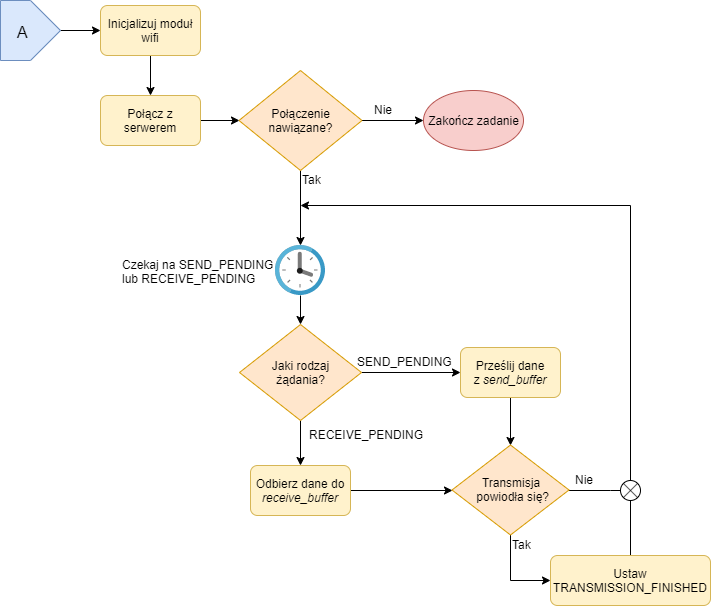 A
Inicjalizuj moduł
wifi
Połącz z
serwerem
Połączenie
nawiązane?
Nie
Zakończ zadanie
Tak
Czekaj na SEND_PENDING
lub RECEIVE_PENDING
Jaki rodzaj
żądania?
SEND_PENDING
Prześlij dane
z send_buffer
RECEIVE_PENDING
Odbierz dane do
receive_buffer
Transmisja
powiodła się?
Nie
Tak
Ustaw
TRANSMISSION_FINISHED